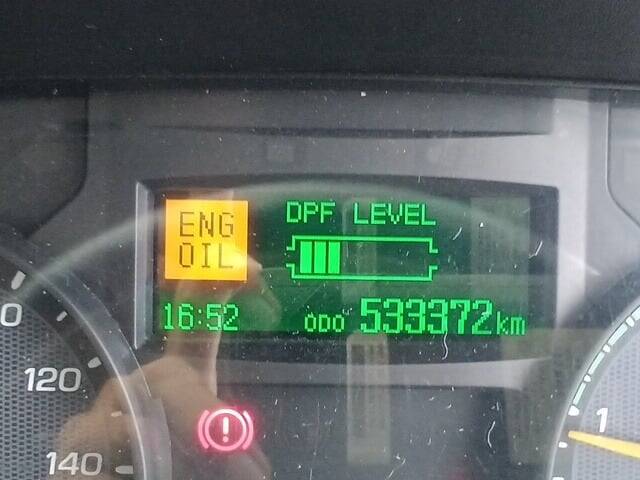 ENG
OIL
DPF LEVEL
16:52
ODO 533372km
0
120
140
1
!